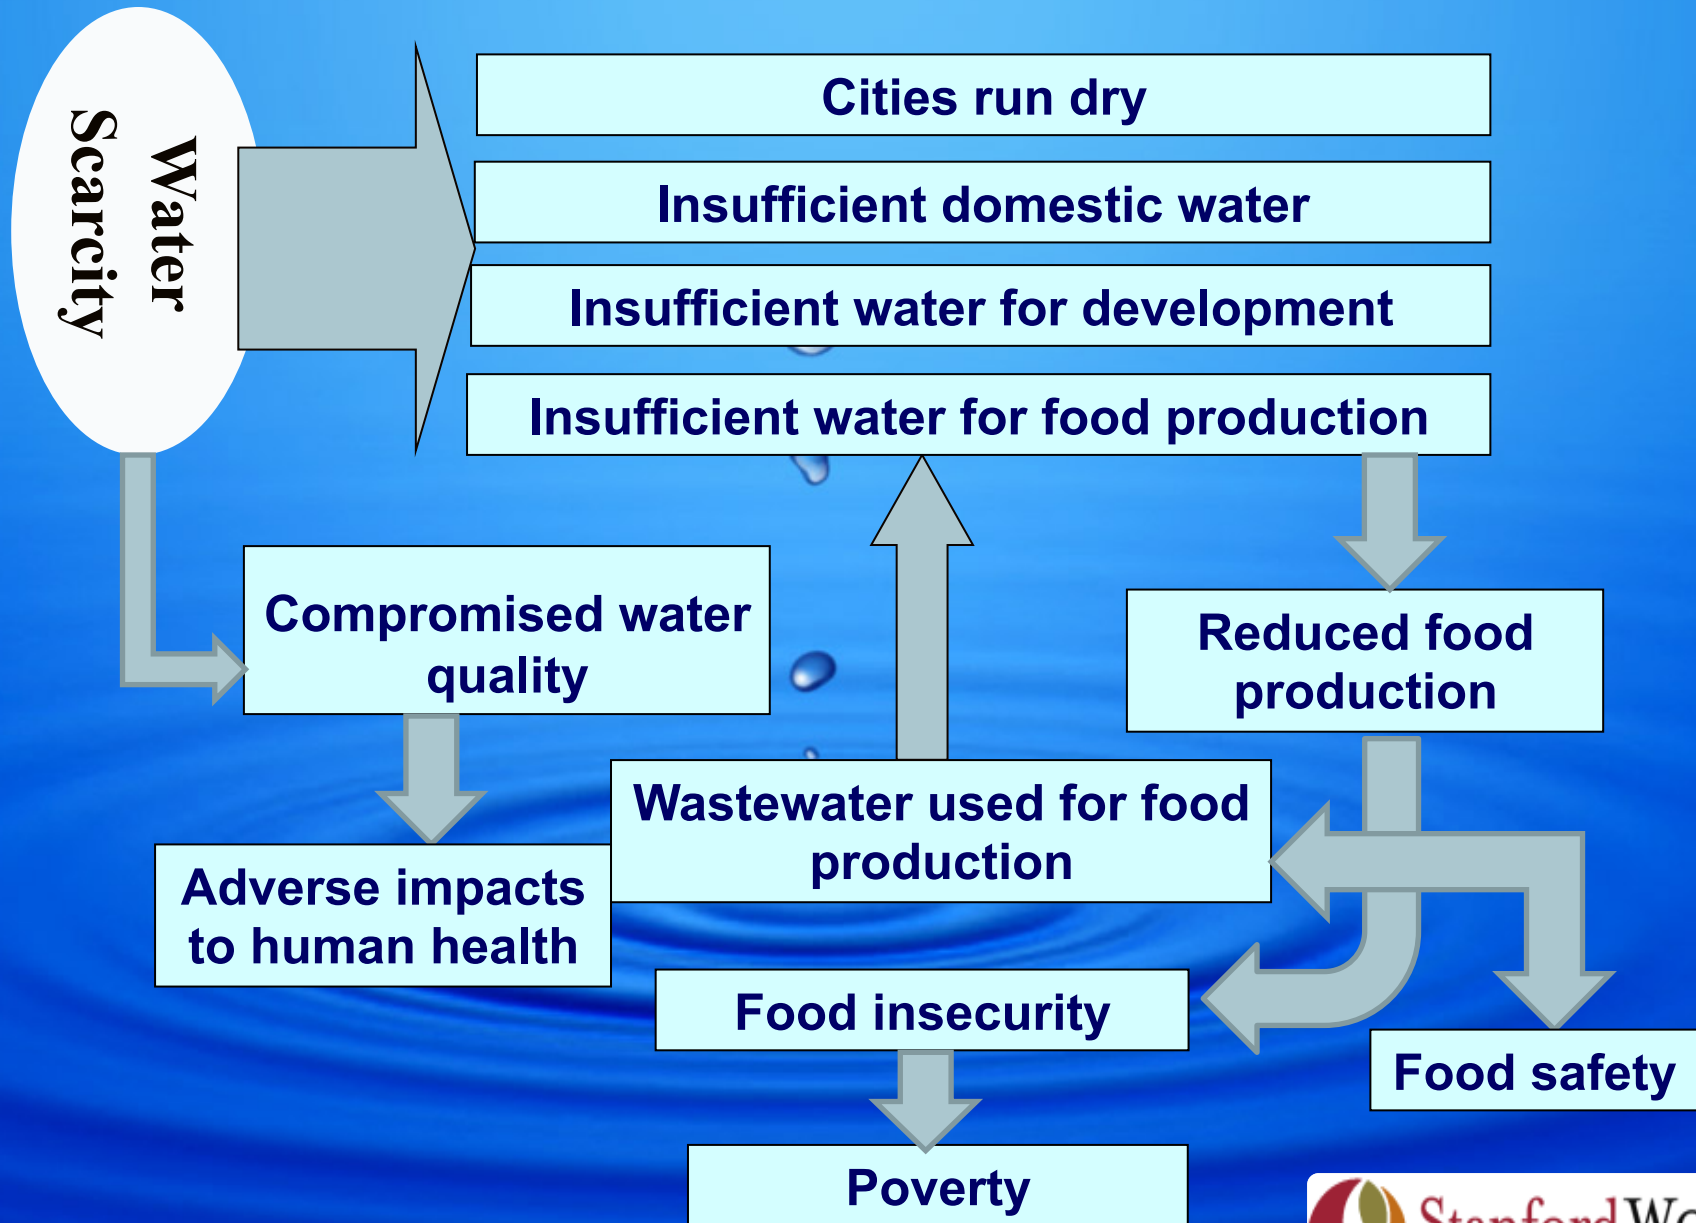 Water
Scarcity
Cities run dry
Insufficient domestic water
Insufficient water for development
Insufficient water for food production
Compromised water
quality
Reduced food
production
Wastewater used for food
production
Adverse impacts
to human health
Food insecurity
Food safety
Poverty
Stanford